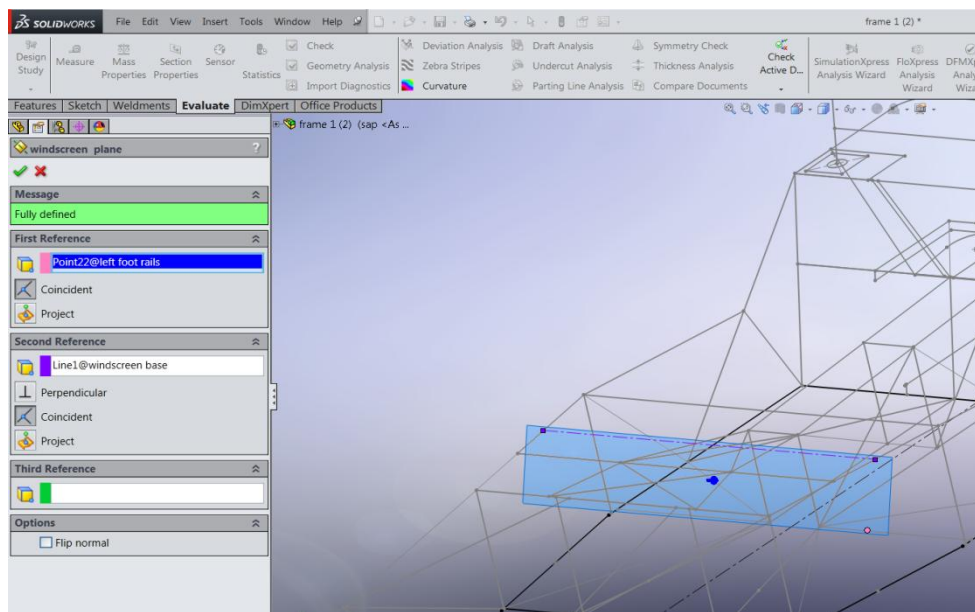 SOLIDWORKS File Edit View Insert Tools Window Help frame 1 (2) *
Design Study
Measure
Mass Properties
Section Properties
Sensor
Statistics
Check
Geometry Analysis
Import Diagnostics
Deviation Analysis
Zebra Stripes
Curvature
Draft Analysis
Undercut Analysis
Parting Line Analysis
Symmetry Check
Thickness Analysis
Compare Documents
Check Active D...
SimulationXpress Analysis Wizard
FloXpress Analysis Wizard
Features Sketch Weldments Evaluate DimXpert Office Products
frame 1 (2) (sap <As ...
windscreen plane ?
Message
Fully defined
First Reference
Point22@left foot rails
Coincident
Project
Second Reference
Line1@windscreen base
Perpendicular
Coincident
Project
Third Reference
Options
Flip normal